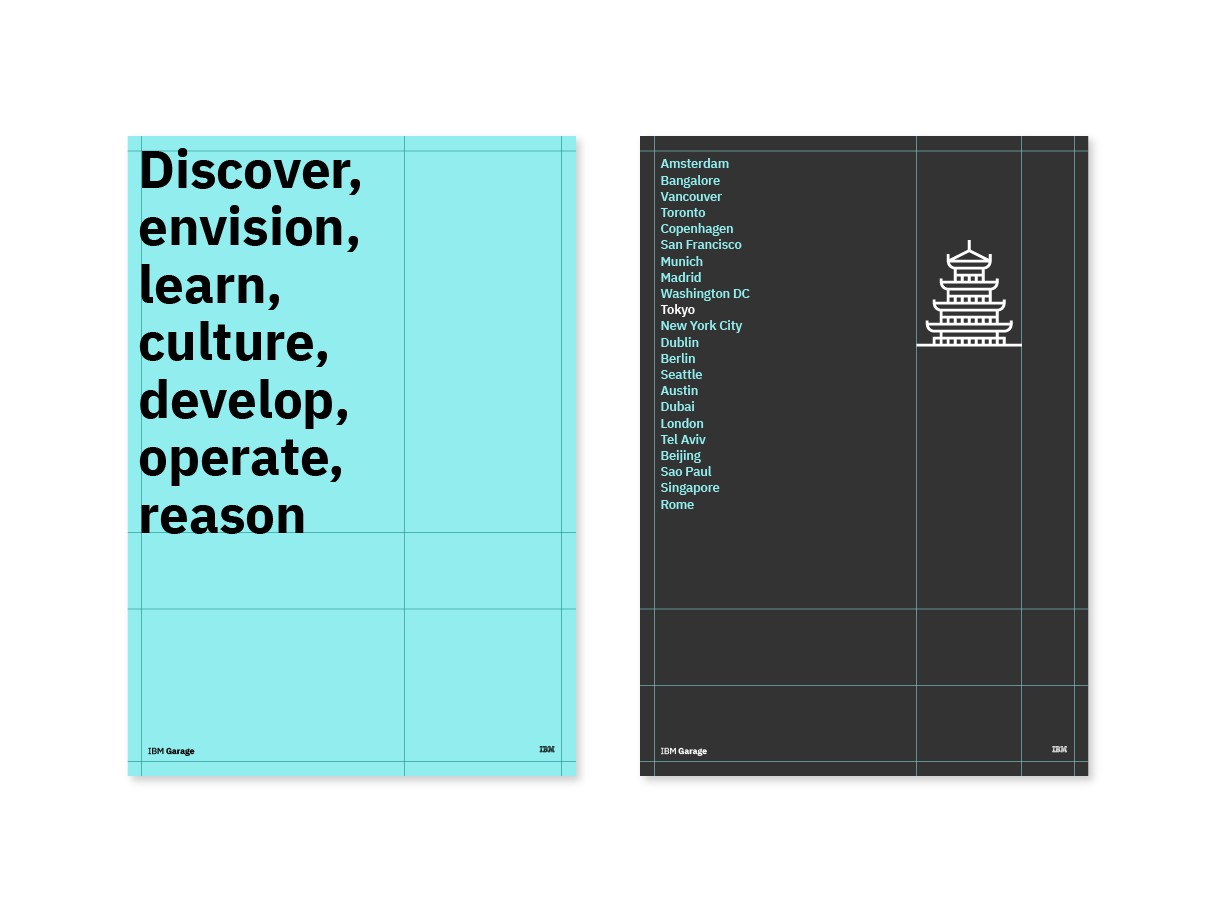 Discover,
envision,
learn,
culture,
develop,
operate,
reason
IBM Garage
IBM
Amsterdam
Bangalore
Vancouver
Toronto
Copenhagen
San Francisco
Munich
Madrid
Washington DC
Tokyo
New York City
Dublin
Berlin
Seattle
Austin
Dubai
London
Tel Aviv
Beijing
Sao Paul
Singapore
Rome
IBM Garage
IBM